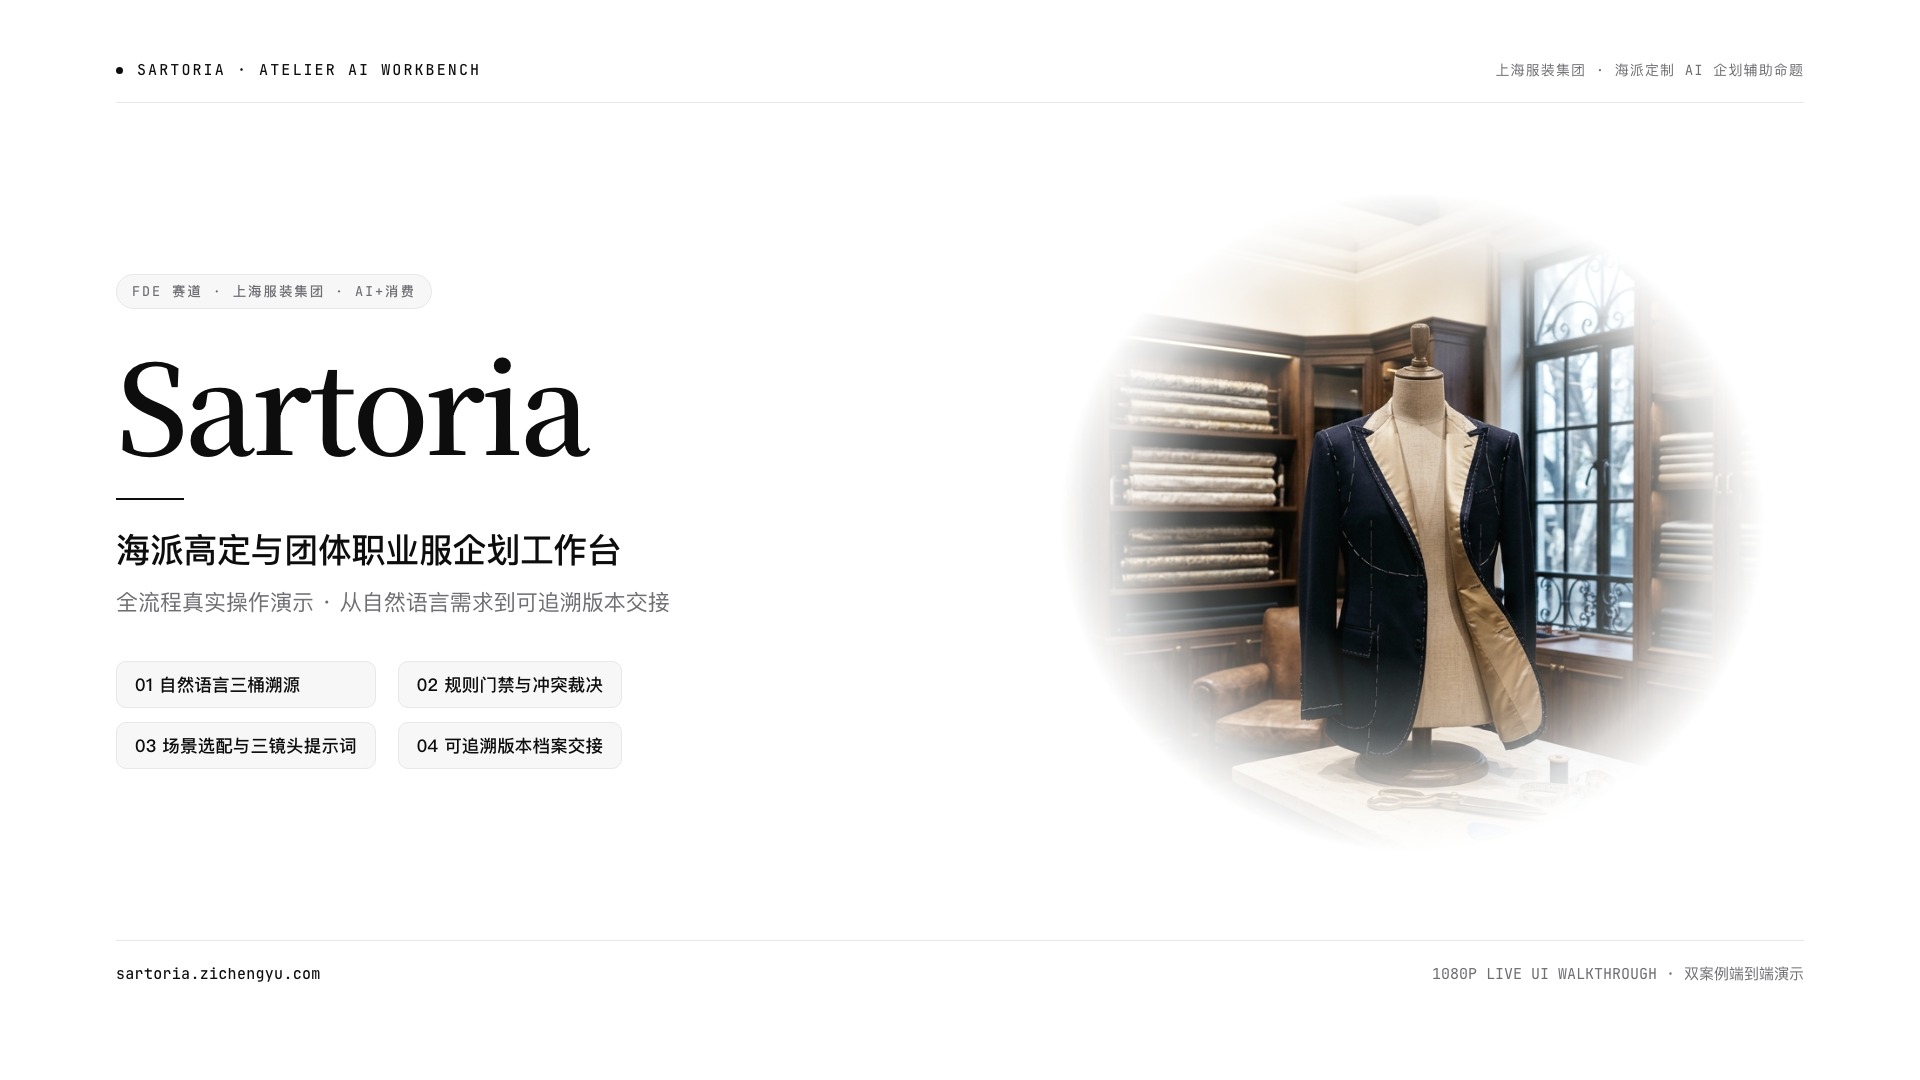 SARTORIA · ATELIER AI WORKBENCH
上海服装集团 · 海派定制 AI 企划辅助命题
FDE 赛道 · 上海服装集团 · AI+消费
Sartoria
海派高定与团体职业服企划工作台
全流程真实操作演示 · 从自然语言需求到可追溯版本交接
01 自然语言三桶溯源
02 规则门禁与冲突裁决
03 场景选配与三镜头提示词
04 可追溯版本档案交接
sartoria.zichengyu.com
1080P LIVE UI WALKTHROUGH · 双案例端到端演示